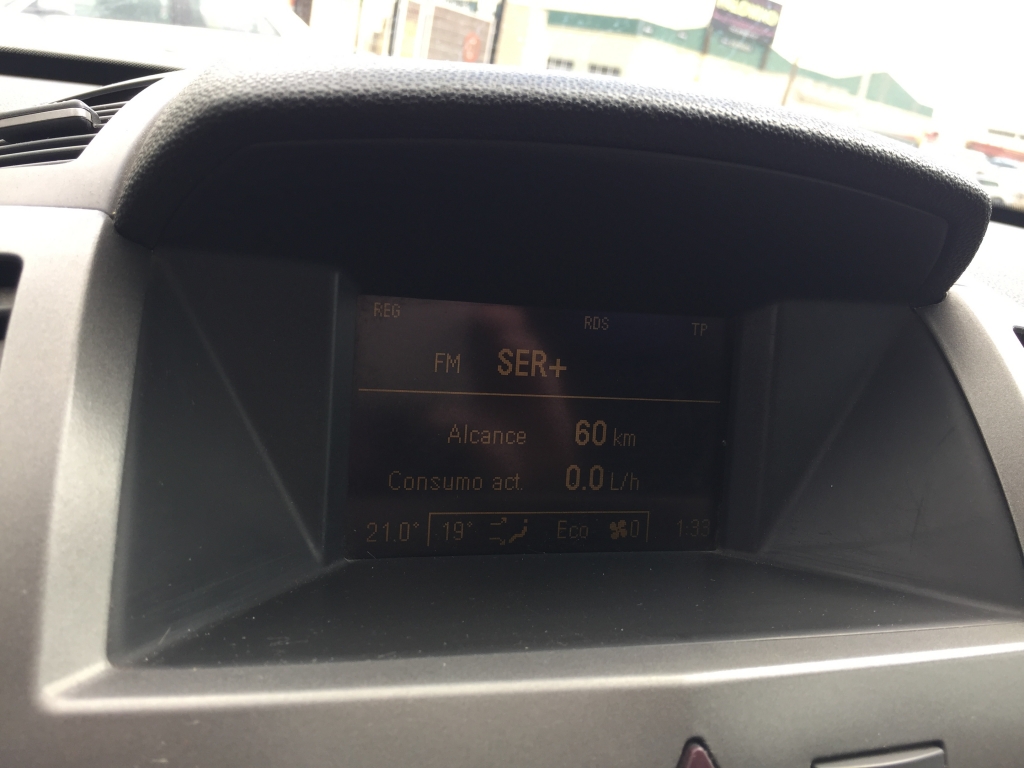 REG RDS TP
FM SER+
Alcance 60 km
Consumo act. 0.0 L/h
21.0° 19° Eco 0 1:33